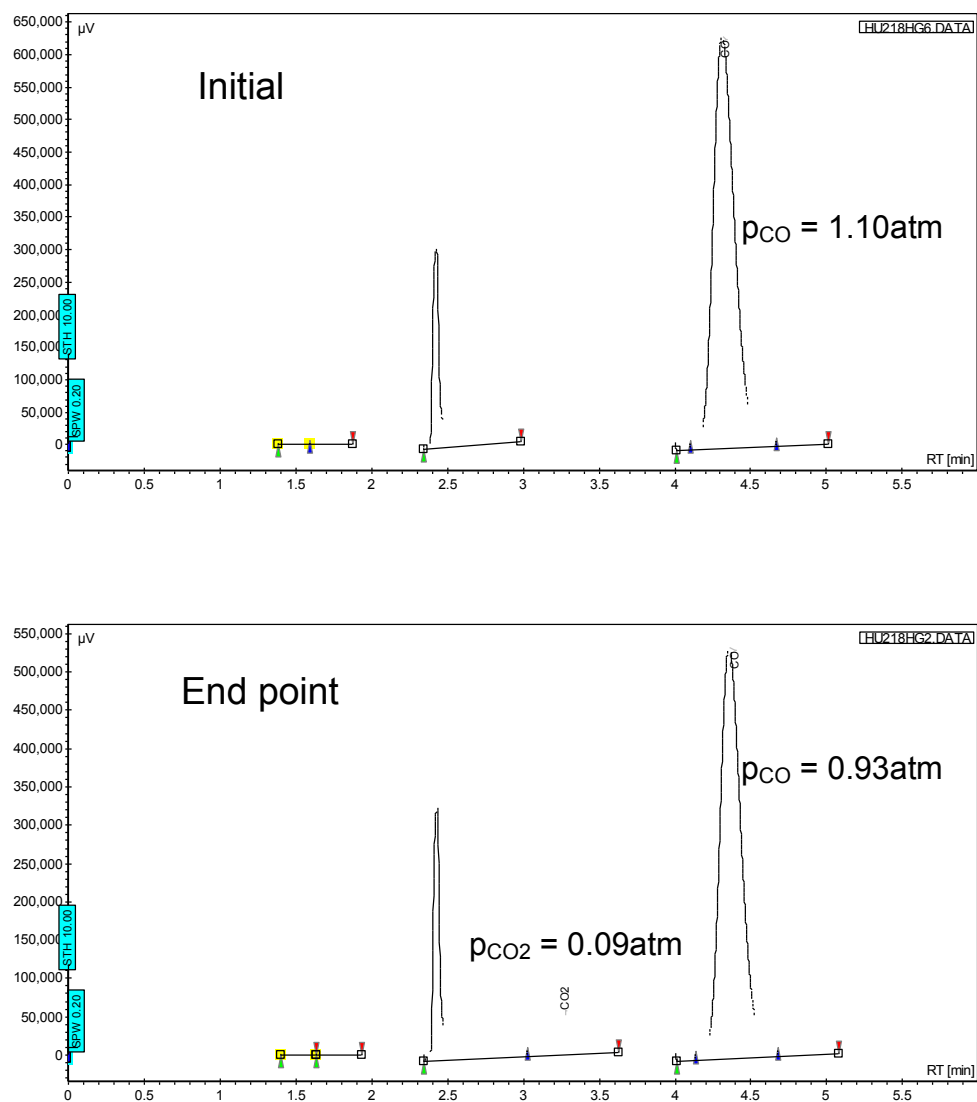 650,000
µV
HU218HG6.DATA
600,000
CO
550,000
Initial
500,000
450,000
400,000
350,000
pCO = 1.10atm
300,000
250,000
200,000
STH 10.00
150,000
100,000
SPW 0.20
50,000
0
RT [min]
0 0.5 1 1.5 2 2.5 3 3.5 4 4.5 5 5.5
550,000
µV
HU218HG2.DATA
CO
500,000
End point
450,000
400,000
pCO = 0.93atm
350,000
300,000
250,000
200,000
STH 10.00
150,000
pCO2 = 0.09atm
100,000
CO2
SPW 0.20
50,000
0
RT [min]
0 0.5 1 1.5 2 2.5 3 3.5 4 4.5 5 5.5